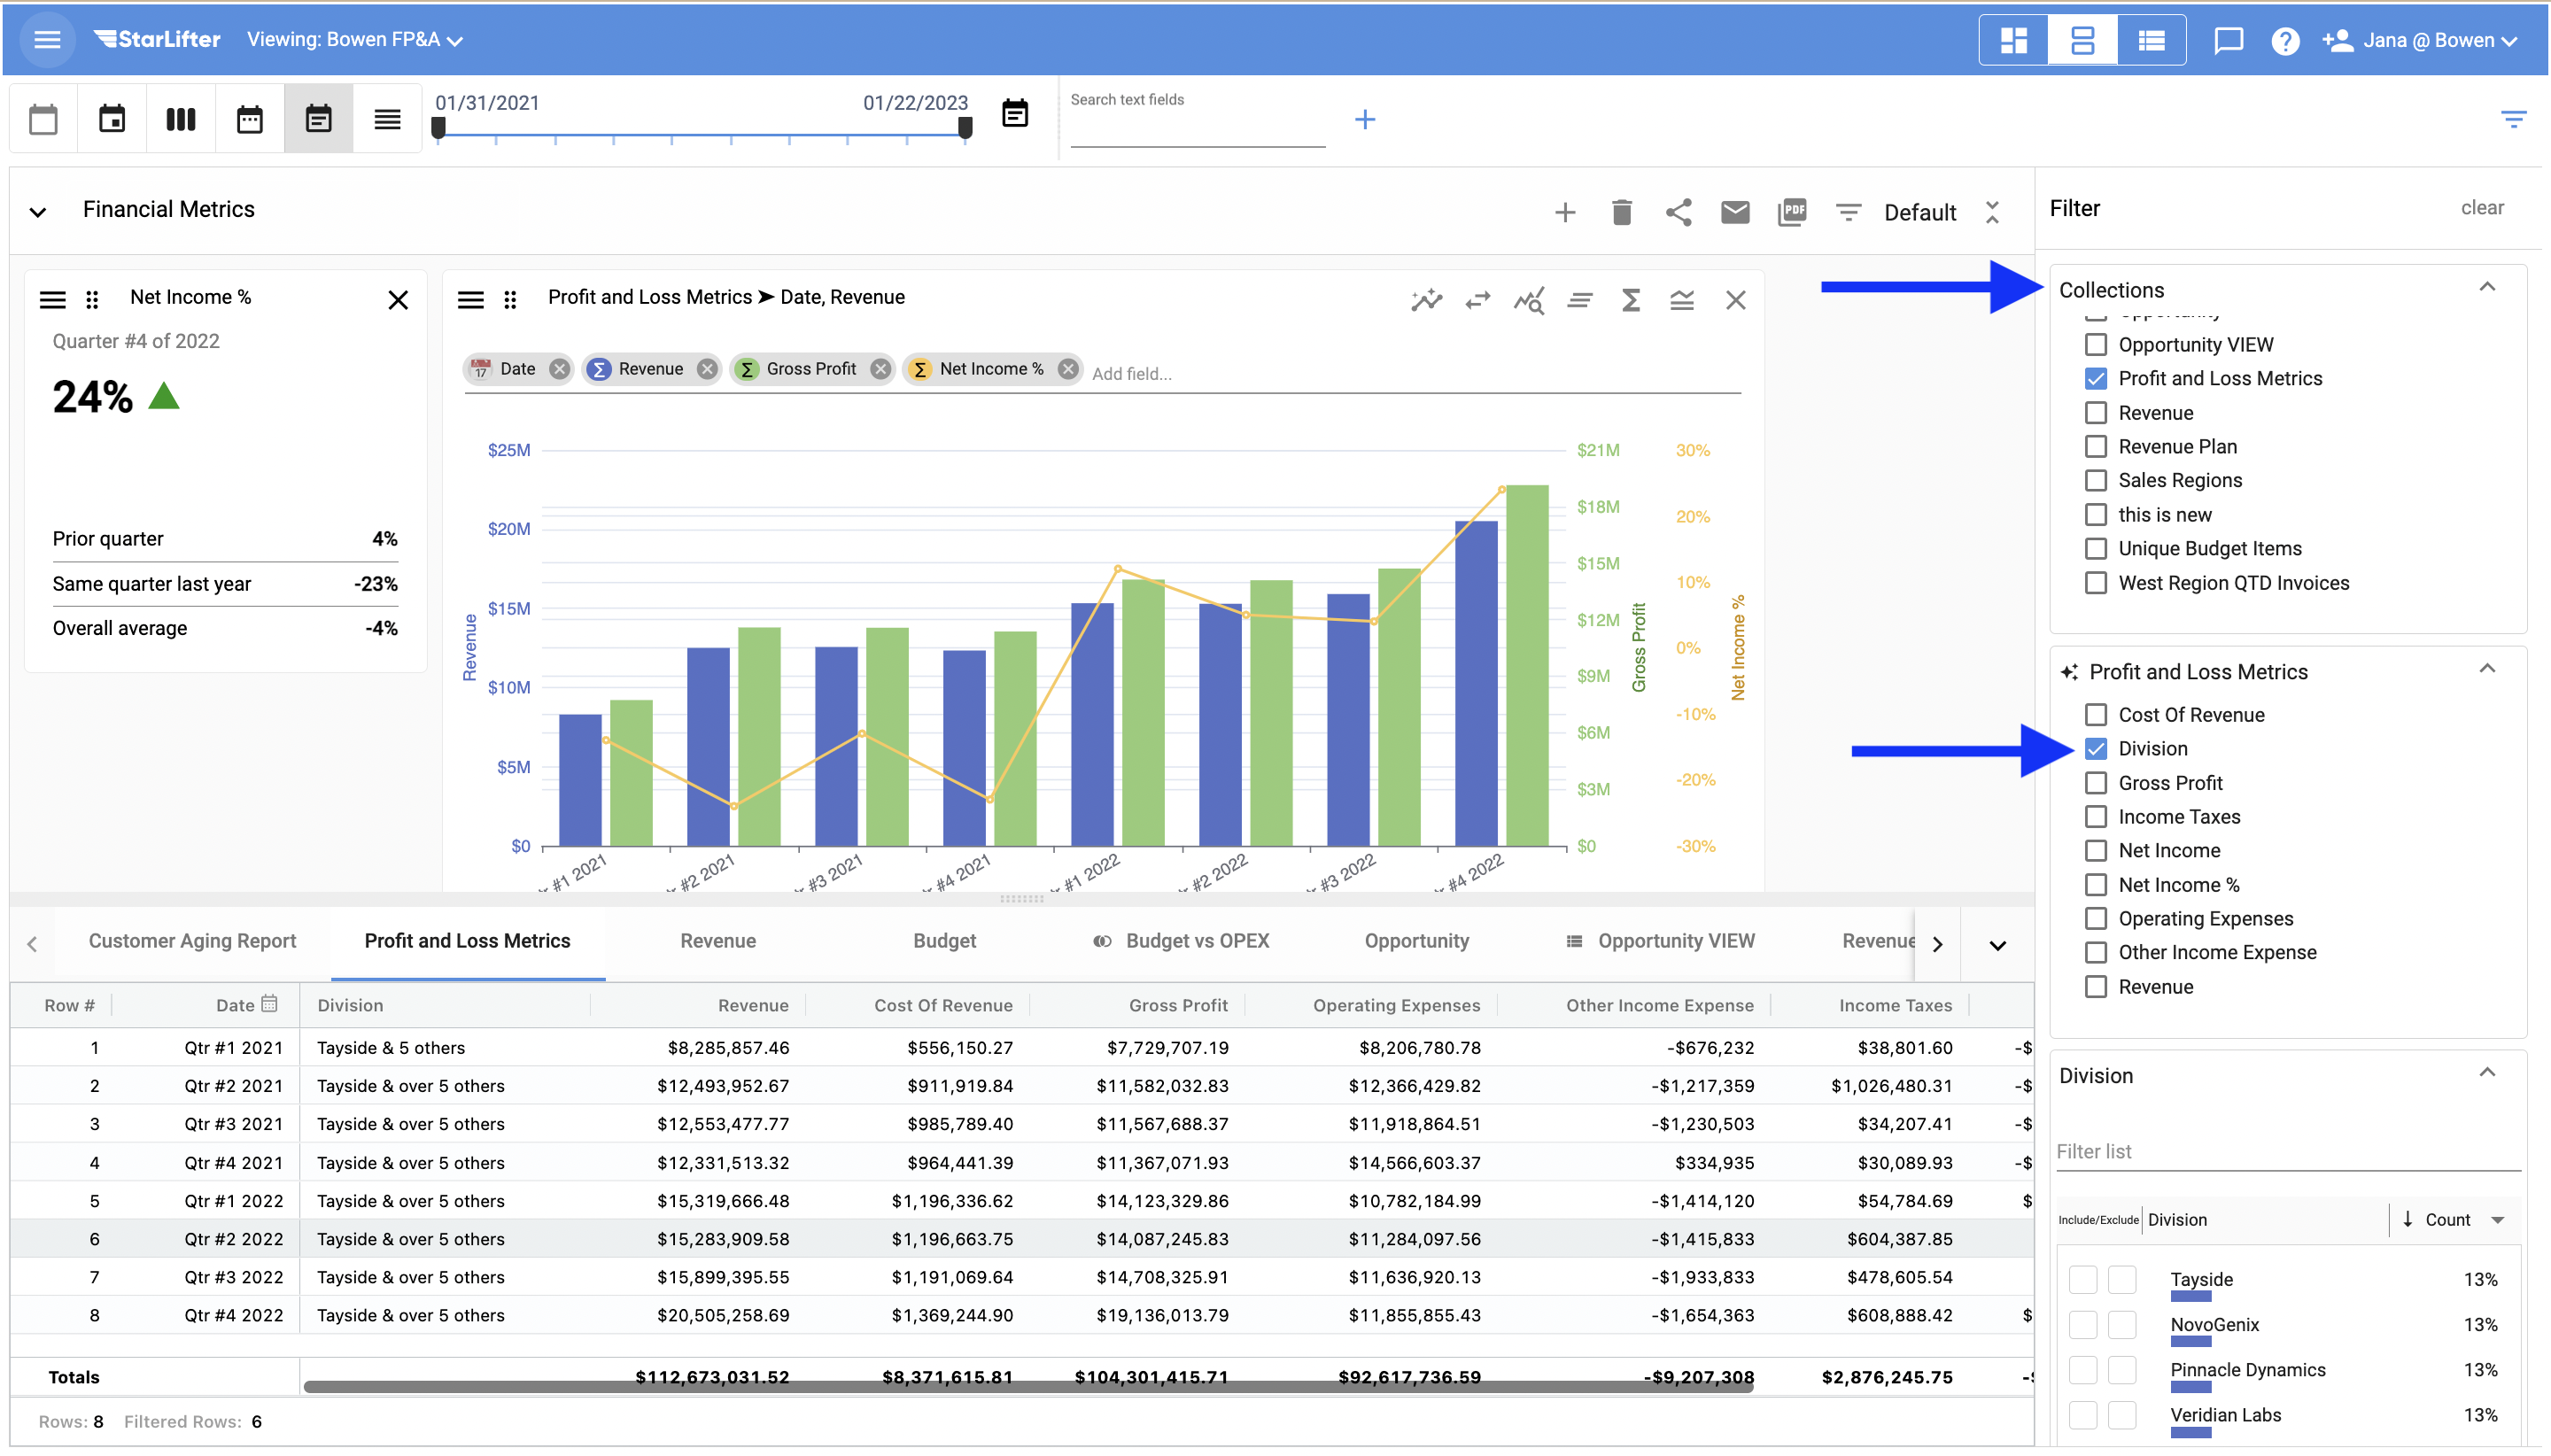 StarLifter Viewing: Bowen FP&A Jana @ Bowen
01/31/2021 01/22/2023 Search text fields
Financial Metrics Default
Net Income %
Quarter #4 of 2022
24%
Prior quarter 4%
Same quarter last year -23%
Overall average -4%
Profit and Loss Metrics ➤ Date, Revenue
17 Date Σ Revenue Σ Gross Profit Σ Net Income % Add field...
$25M
$20M
$15M
$10M
$5M
$0
Revenue
$21M
$18M
$15M
$12M
$9M
$6M
$3M
$0
Gross Profit
30%
20%
10%
0%
-10%
-20%
-30%
Net Income %
#1 2021 #2 2021 #3 2021 #4 2021 #1 2022 #2 2022 #3 2022 #4 2022
Customer Aging Report Profit and Loss Metrics Revenue Budget Budget vs OPEX Opportunity Opportunity VIEW Revenue
Row # Date Division Revenue Cost Of Revenue Gross Profit Operating Expenses Other Income Expense Income Taxes
1 Qtr #1 2021 Tayside & 5 others $8,285,857.46 $556,150.27 $7,729,707.19 $8,206,780.78 -$676,232 $38,801.60 -$
2 Qtr #2 2021 Tayside & over 5 others $12,493,952.67 $911,919.84 $11,582,032.83 $12,366,429.82 -$1,217,359 $1,026,480.31 -$
3 Qtr #3 2021 Tayside & over 5 others $12,553,477.77 $985,789.40 $11,567,688.37 $11,918,864.51 -$1,230,503 $34,207.41 -$
4 Qtr #4 2021 Tayside & over 5 others $12,331,513.32 $964,441.39 $11,367,071.93 $14,566,603.37 $334,935 $30,089.93 -$
5 Qtr #1 2022 Tayside & over 5 others $15,319,666.48 $1,196,336.62 $14,123,329.86 $10,782,184.99 -$1,414,120 $54,784.69 $
6 Qtr #2 2022 Tayside & over 5 others $15,283,909.58 $1,196,663.75 $14,087,245.83 $11,284,097.56 -$1,415,833 $604,387.85
7 Qtr #3 2022 Tayside & over 5 others $15,899,395.55 $1,191,069.64 $14,708,325.91 $11,636,920.13 -$1,933,833 $478,605.54
8 Qtr #4 2022 Tayside & over 5 others $20,505,258.69 $1,369,244.90 $19,136,013.79 $11,855,855.43 -$1,654,363 $608,888.42 $
Totals $112,673,031.52 $8,371,615.81 $104,301,415.71 $92,617,736.59 -$9,207,308 $2,876,245.75 -$
Rows: 8 Filtered Rows: 6
Filter clear
Collections
Opportunity VIEW
Profit and Loss Metrics
Revenue
Revenue Plan
Sales Regions
this is new
Unique Budget Items
West Region QTD Invoices
Profit and Loss Metrics
Cost Of Revenue
Division
Gross Profit
Income Taxes
Net Income
Net Income %
Operating Expenses
Other Income Expense
Revenue
Division
Filter list
Include/Exclude Division Count
Tayside 13%
NovoGenix 13%
Pinnacle Dynamics 13%
Veridian Labs 13%